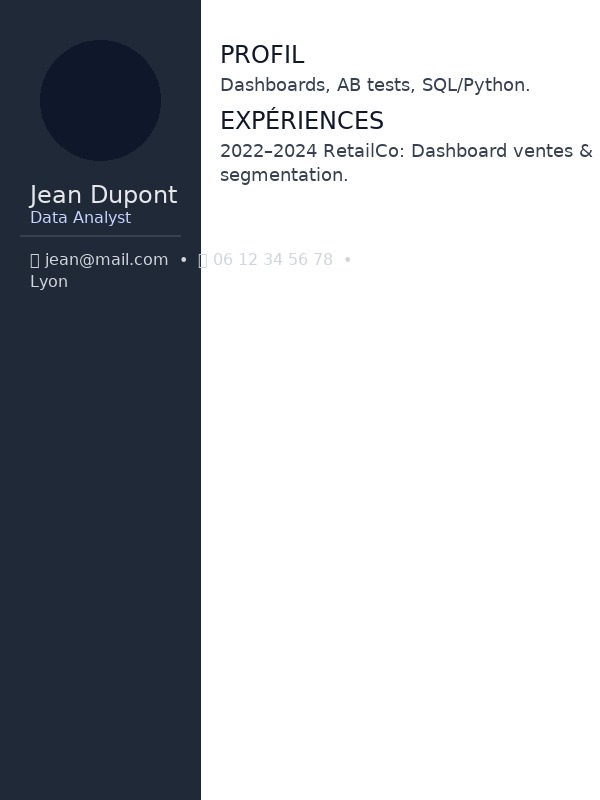 Jean Dupont
Data Analyst
jean@mail.com • 06 12 34 56 78 •
Lyon
PROFIL
Dashboards, AB tests, SQL/Python.
EXPÉRIENCES
2022–2024 RetailCo: Dashboard ventes &
segmentation.